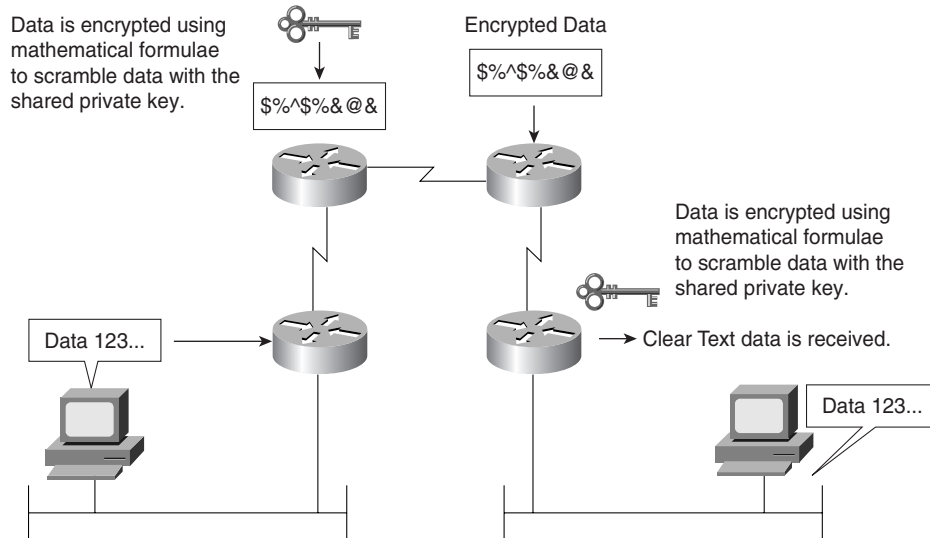 Data is encrypted using
mathematical formulae
to scramble data with the
shared private key.
$%^$%&@&
Encrypted Data
$%^$%&@&
Data is encrypted using
mathematical formulae
to scramble data with the
shared private key.
Data 123...
Clear Text data is received.
Data 123...